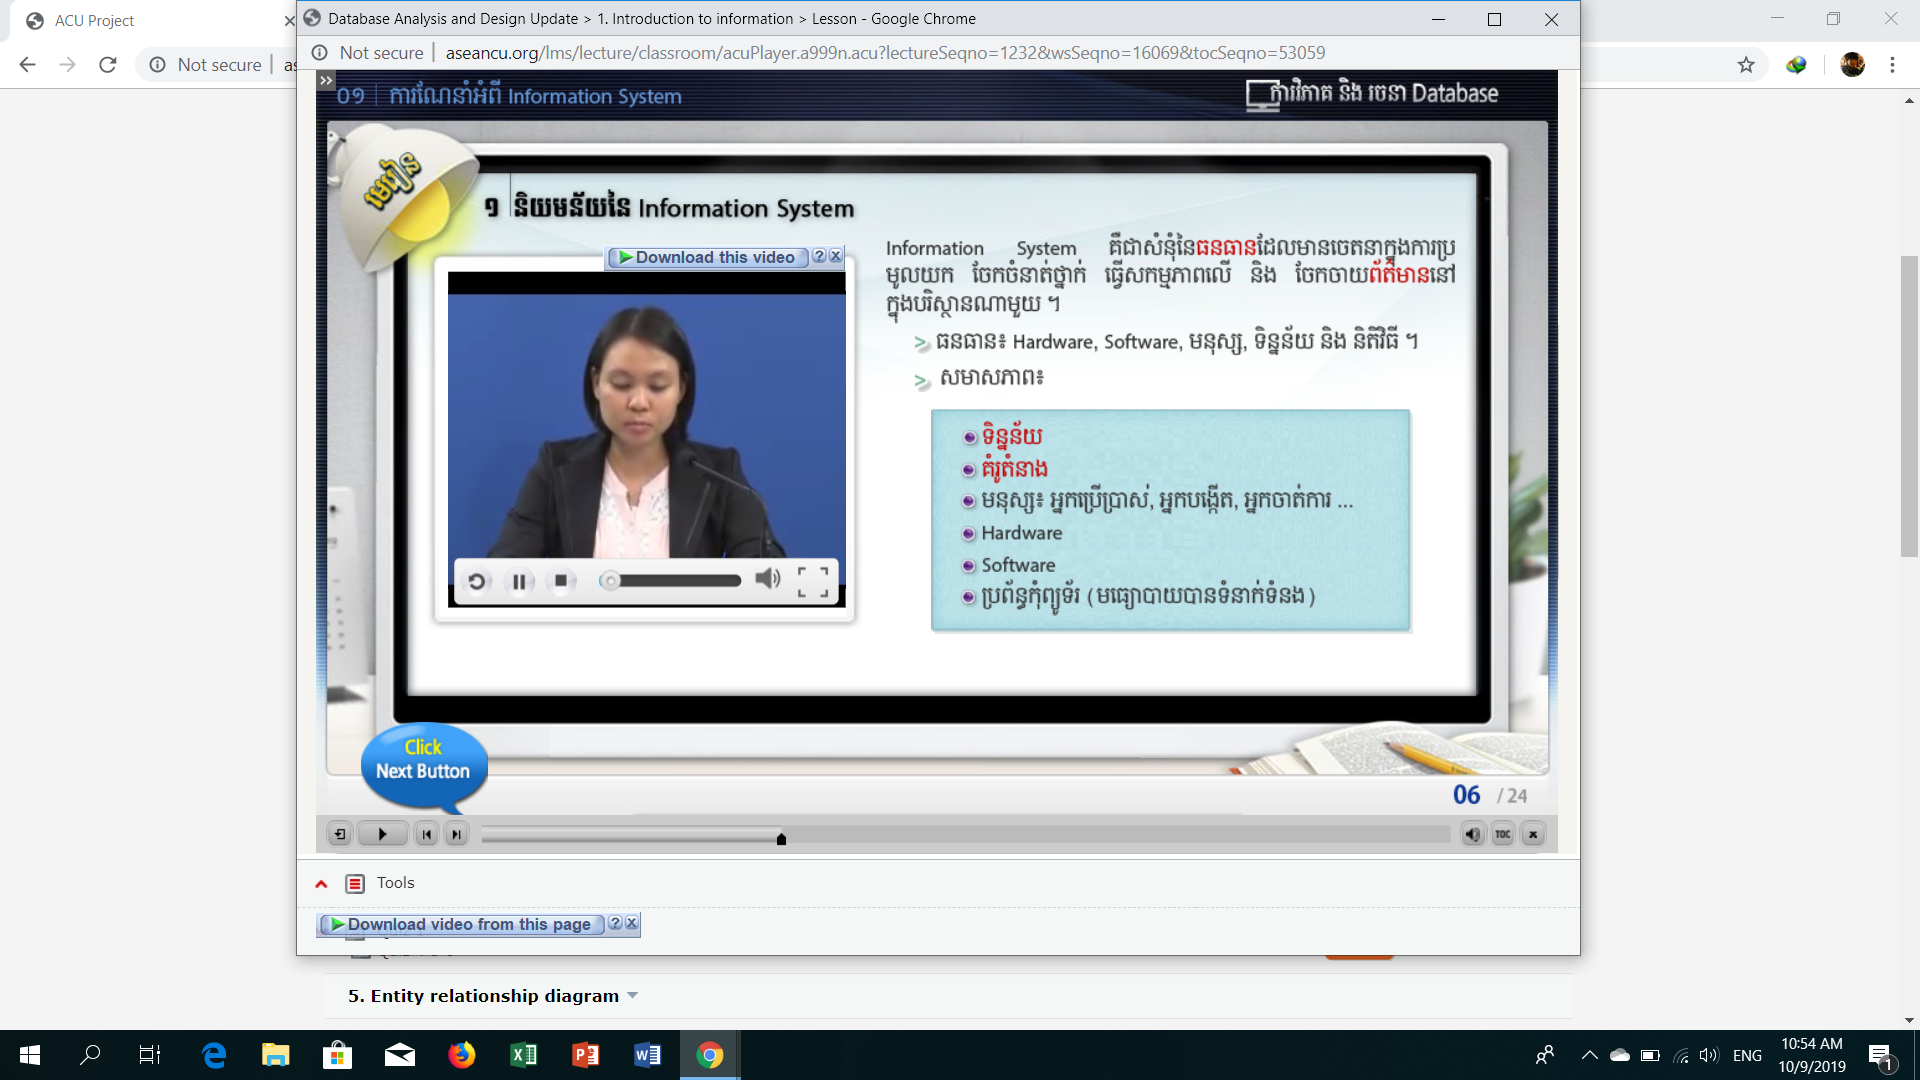 ACU Project
Database Analysis and Design Update > 1. Introduction to information > Lesson - Google Chrome
Not secure
Not secure | aseancu.org/lms/lecture/classroom/acuPlayer.a999n.acu?lectureSeqno=1232&wsSeqno=16069&tocSeqno=53059
០១ | ការណែនាំអំពី Information System
ការវិភាគ និង រចនា Database
មេរៀន
១ និយមន័យនៃ Information System
Download this video
Information System គឺជាសំនុំនៃធនធានដែលមានចេតនាក្នុងការប្រ
មូលយក ចែកចំនាត់ថ្នាក់ ធ្វើសកម្មភាពលើ និង ចែកចាយព័ត៌មាននៅ
ក្នុងបរិស្ថានណាមួយ ។
> ធនធាន៖ Hardware, Software, មនុស្ស, ទិន្នន័យ និង និតិវិធី ។
> សមាសភាព៖
ទិន្នន័យ
គំរូតំនាង
មនុស្ស៖ អ្នកប្រើប្រាស់, អ្នកបង្កើត, អ្នកចាត់ការ ...
Hardware
Software
ប្រព័ន្ធកុំព្យូទ័រ (មធ្យោបាយបានទំនាក់ទំនង)
Click
Next Button
06 / 24
TOC
Tools
Download video from this page
5. Entity relationship diagram
ENG
10:54 AM
10/9/2019
1